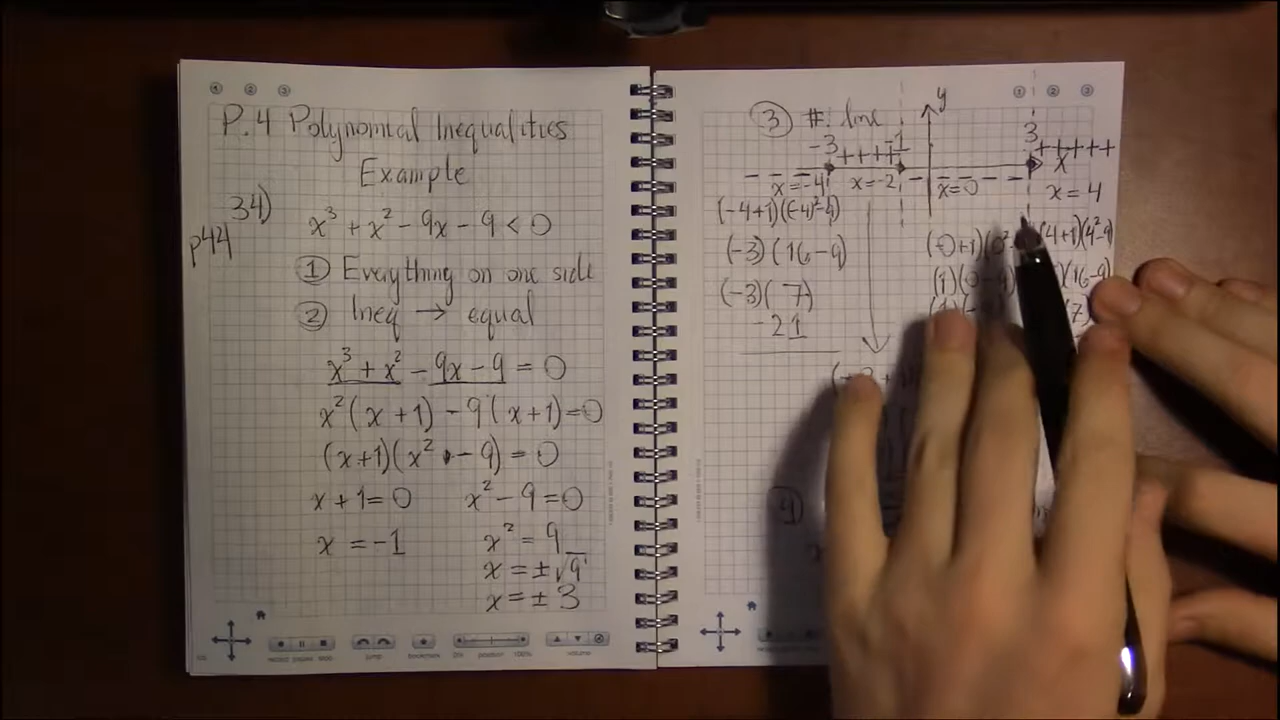 P.4 Polynomial Inequalities
Example
34)
p44
x³ + x² - 9x - 9 < 0
① Everything on one side
② Ineq → equal
x³ + x² - 9x - 9 = 0
x²(x + 1) - 9(x + 1) = 0
(x+1)(x² - 9) = 0
x + 1 = 0
x² - 9 = 0
x = -1
x² = 9
x = ±√9
x = ± 3
③ #: line
y
-3
-1
3
- - - -
++++
- - - -
+++++
x
x=-4
x=-2
x=0
x=4
(-4+1)((-4)²-9)
(-3)(16-9)
(-3)(7)
-21
(0+1)(0²-
(1)(0-9)
(4+1)(4²-9)
)(16-9)
(7)
④